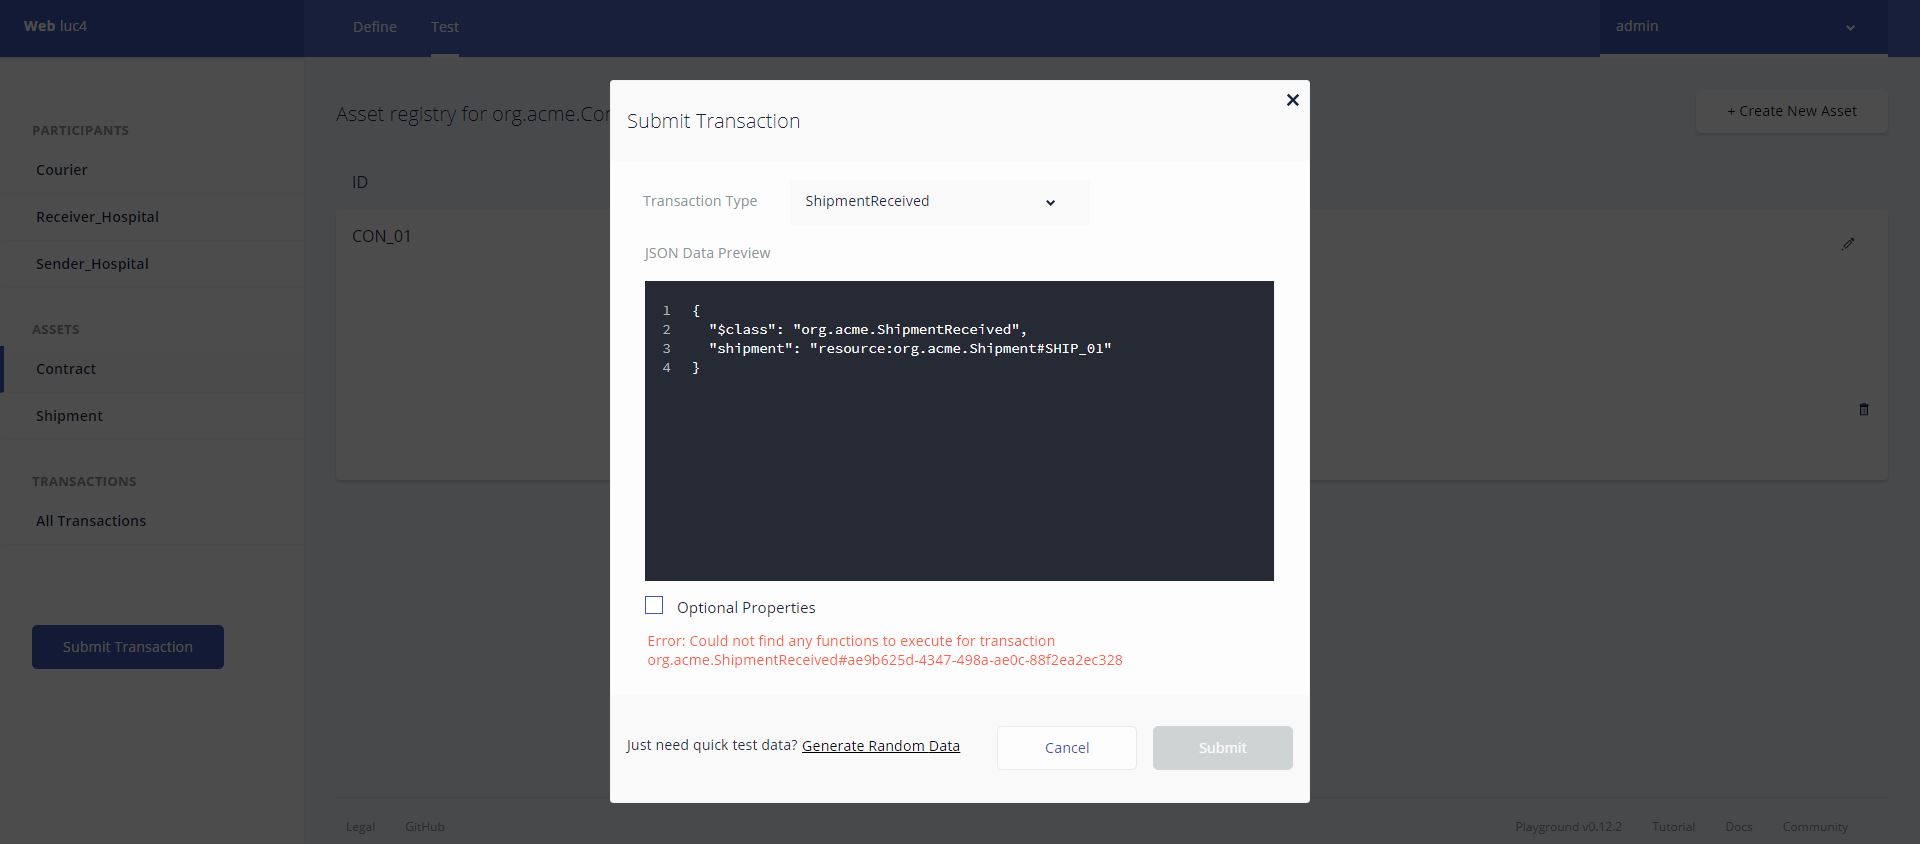 Web luc4
Define
Test
admin
PARTICIPANTS
Courier
Receiver_Hospital
Sender_Hospital
ASSETS
Contract
Shipment
TRANSACTIONS
All Transactions
Submit Transaction
Asset registry for org.acme.Con
+ Create New Asset
ID
CON_01
Submit Transaction
Transaction Type
ShipmentReceived
JSON Data Preview
1 {
2 "$class": "org.acme.ShipmentReceived",
3 "shipment": "resource:org.acme.Shipment#SHIP_01"
4 }
Optional Properties
Error: Could not find any functions to execute for transaction
org.acme.ShipmentReceived#ae9b625d-4347-498a-ae0c-88f2ea2ec328
Just need quick test data? Generate Random Data
Cancel
Submit
Legal
GitHub
Playground v0.12.2
Tutorial
Docs
Community